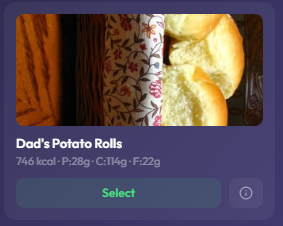 Dad's Potato Rolls
746 kcal · P:28g · C:114g · F:22g
Select